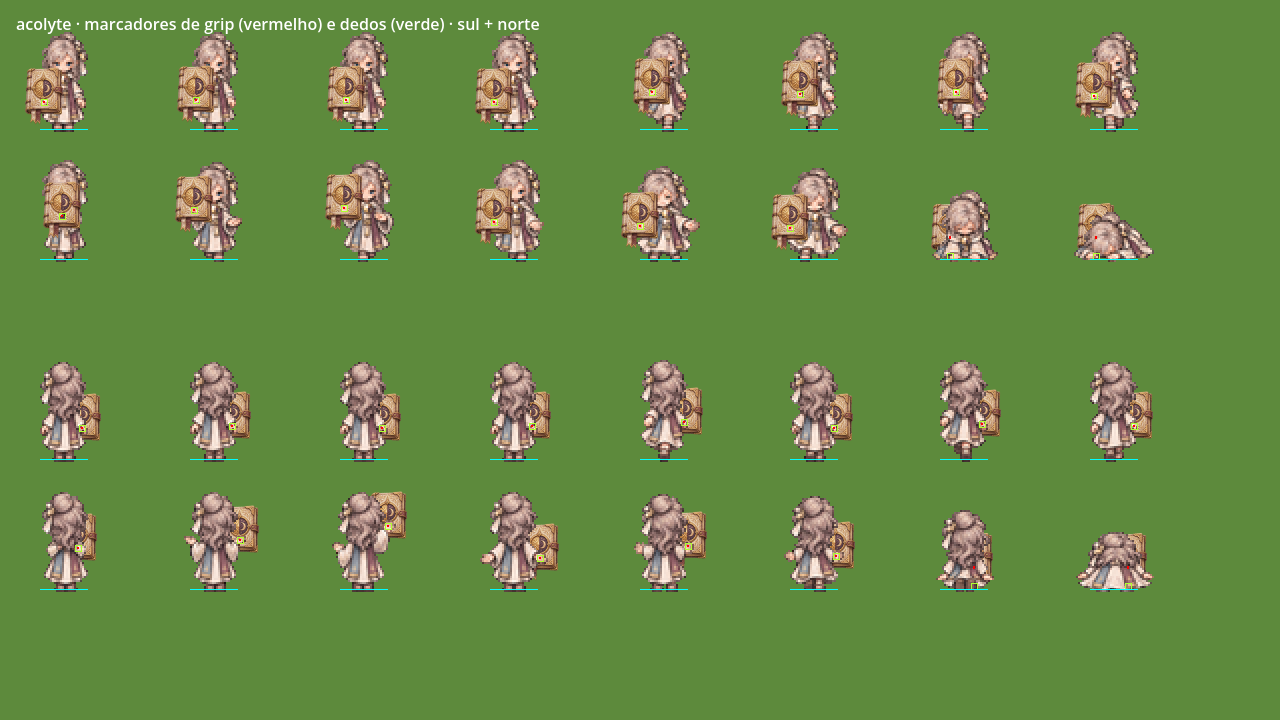 acolyte · marcadores de grip (vermelho) e dedos (verde) · sul + norte